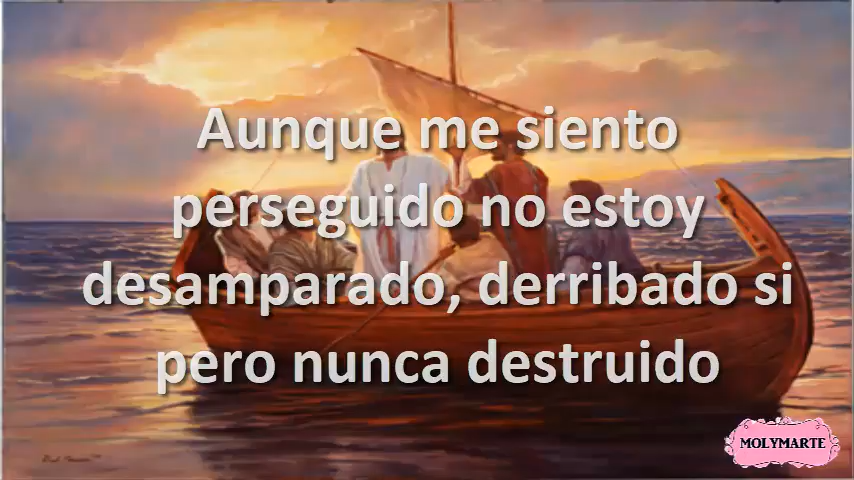 Aunque me siento
perseguido no estoy
desamparado, derribado si
pero nunca destruido
MOLYMARTE